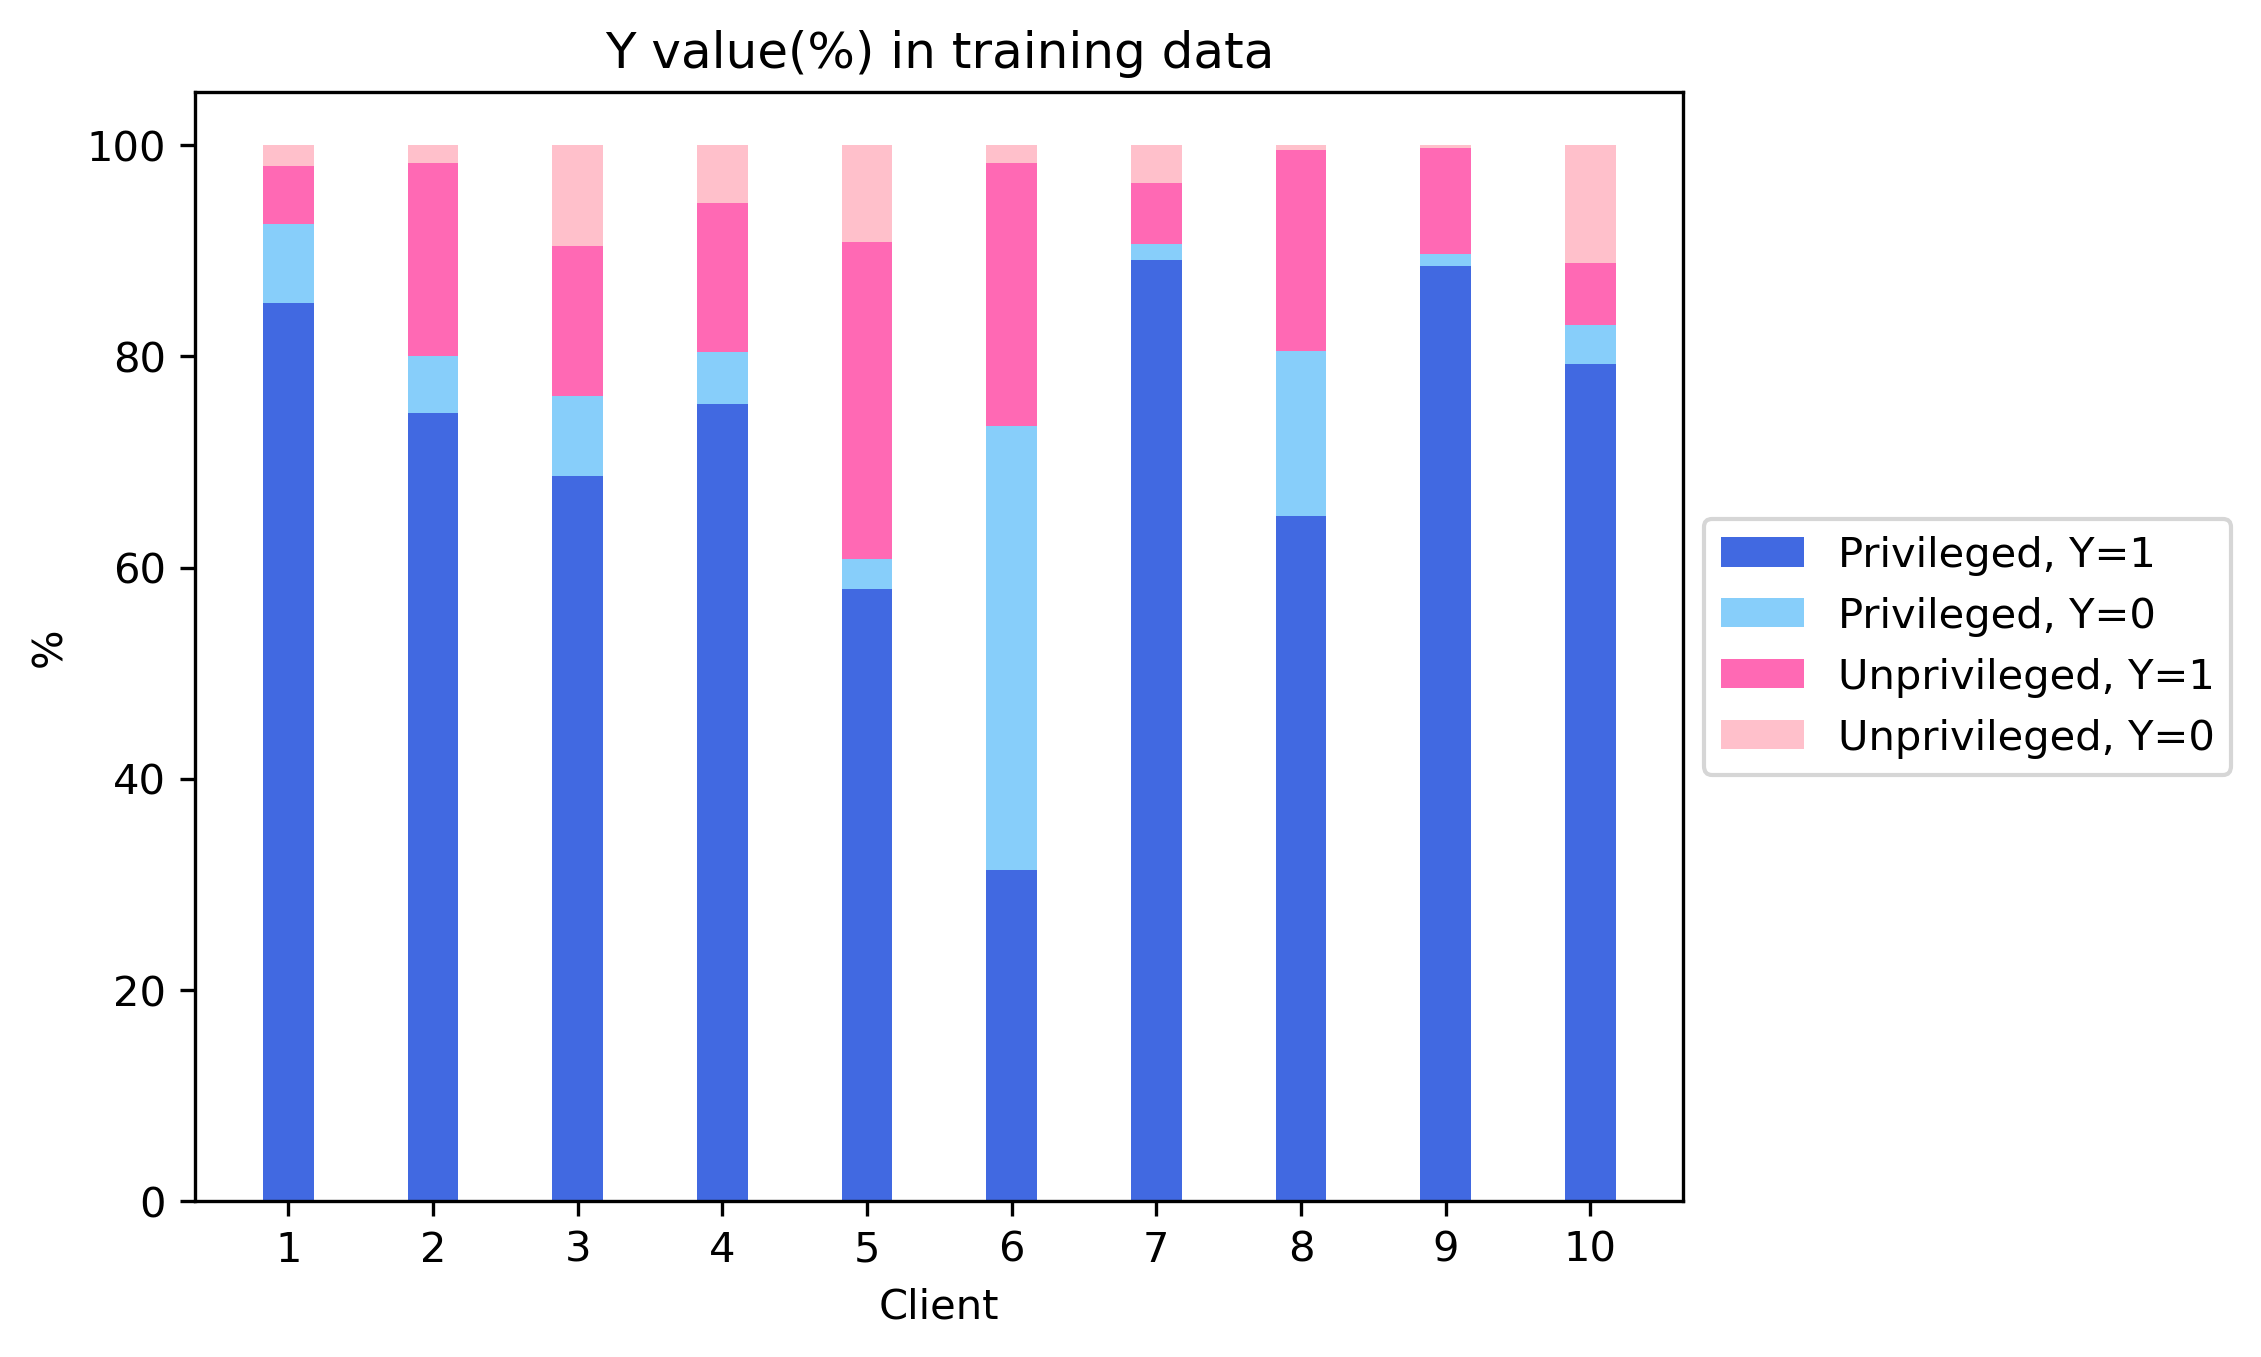 Y value(%) in training data
100
80
60
40
20
0
%
1 2 3 4 5 6 7 8 9 10
Client
Privileged, Y=1
Privileged, Y=0
Unprivileged, Y=1
Unprivileged, Y=0